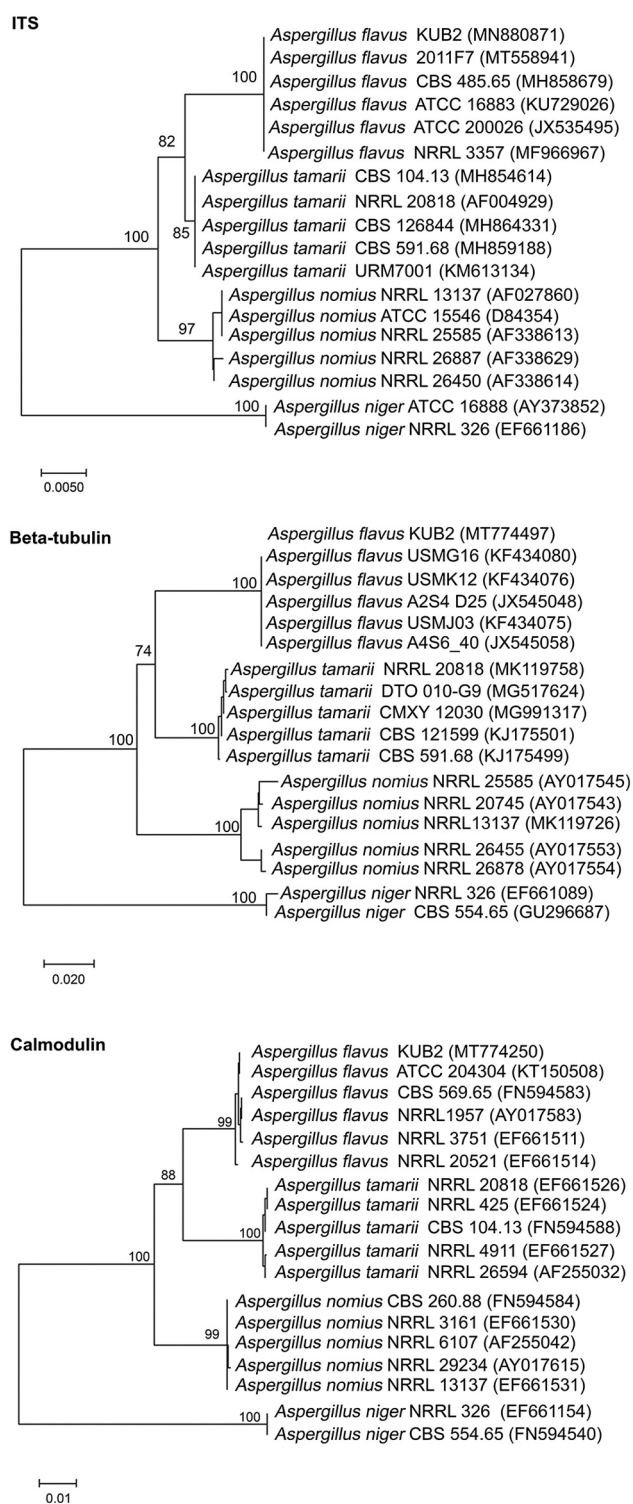 ITS
Aspergillus flavus KUB2 (MN880871)
Aspergillus flavus 2011F7 (MT558941)
Aspergillus flavus CBS 485.65 (MH858679)
100
Aspergillus flavus ATCC 16883 (KU729026)
Aspergillus flavus ATCC 200026 (JX535495)
82
Aspergillus flavus NRRL 3357 (MF966967)
Aspergillus tamarii CBS 104.13 (MH854614)
Aspergillus tamarii NRRL 20818 (AF004929)
Aspergillus tamarii CBS 126844 (MH864331)
85
100
Aspergillus tamarii CBS 591.68 (MH859188)
Aspergillus tamarii URM7001 (KM613134)
Aspergillus nomius NRRL 13137 (AF027860)
Aspergillus nomius ATCC 15546 (D84354)
97
Aspergillus nomius NRRL 25585 (AF338613)
Aspergillus nomius NRRL 26887 (AF338629)
Aspergillus nomius NRRL 26450 (AF338614)
100
Aspergillus niger ATCC 16888 (AY373852)
Aspergillus niger NRRL 326 (EF661186)
0.0050
Beta-tubulin
Aspergillus flavus KUB2 (MT774497)
Aspergillus flavus USMG16 (KF434080)
100
Aspergillus flavus USMK12 (KF434076)
Aspergillus flavus A2S4 D25 (JX545048)
Aspergillus flavus USMJ03 (KF434075)
Aspergillus flavus A4S6_40 (JX545058)
74
Aspergillus tamarii NRRL 20818 (MK119758)
Aspergillus tamarii DTO 010-G9 (MG517624)
Aspergillus tamarii CMXY 12030 (MG991317)
100
Aspergillus tamarii CBS 121599 (KJ175501)
100
Aspergillus tamarii CBS 591.68 (KJ175499)
Aspergillus nomius NRRL 25585 (AY017545)
Aspergillus nomius NRRL 20745 (AY017543)
Aspergillus nomius NRRL13137 (MK119726)
100
Aspergillus nomius NRRL 26455 (AY017553)
Aspergillus nomius NRRL 26878 (AY017554)
100
Aspergillus niger NRRL 326 (EF661089)
Aspergillus niger CBS 554.65 (GU296687)
0.020
Calmodulin
Aspergillus flavus KUB2 (MT774250)
Aspergillus flavus ATCC 204304 (KT150508)
Aspergillus flavus CBS 569.65 (FN594583)
Aspergillus flavus NRRL1957 (AY017583)
99
Aspergillus flavus NRRL 3751 (EF661511)
Aspergillus flavus NRRL 20521 (EF661514)
88
Aspergillus tamarii NRRL 20818 (EF661526)
Aspergillus tamarii NRRL 425 (EF661524)
Aspergillus tamarii CBS 104.13 (FN594588)
100
Aspergillus tamarii NRRL 4911 (EF661527)
100
Aspergillus tamarii NRRL 26594 (AF255032)
Aspergillus nomius CBS 260.88 (FN594584)
Aspergillus nomius NRRL 3161 (EF661530)
99
Aspergillus nomius NRRL 6107 (AF255042)
Aspergillus nomius NRRL 29234 (AY017615)
Aspergillus nomius NRRL 13137 (EF661531)
100
Aspergillus niger NRRL 326 (EF661154)
Aspergillus niger CBS 554.65 (FN594540)
0.01